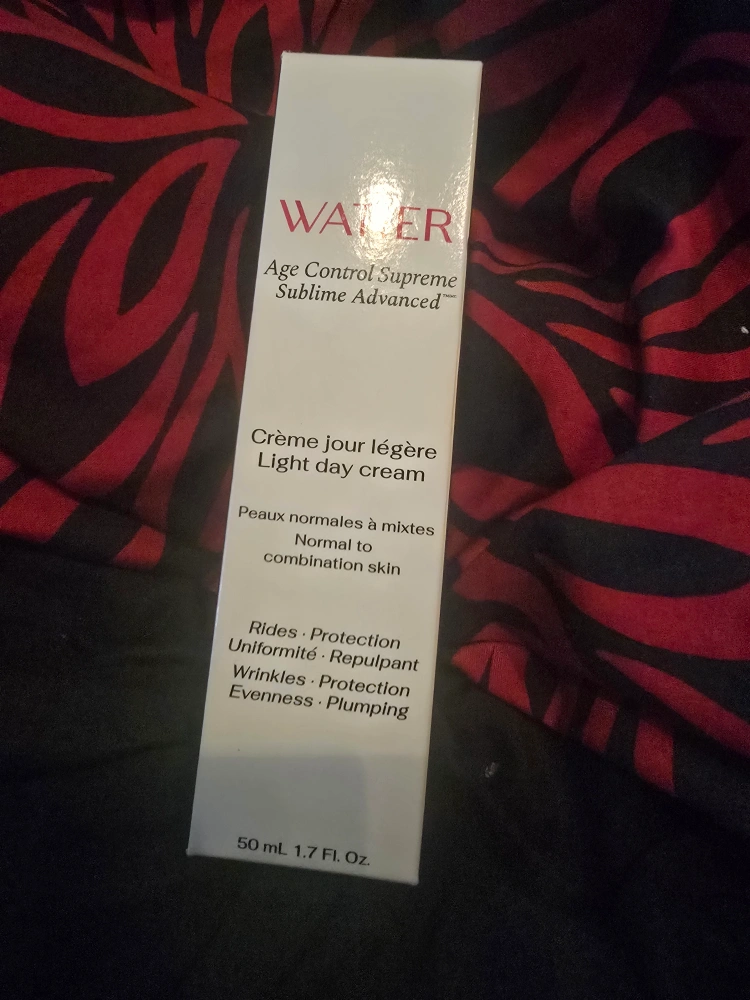 WATIER
Age Control Supreme
Sublime Advanced
Crème jour légère
Light day cream
Peaux normales à mixtes
Normal to
combination skin
Rides · Protection
Uniformité · Repulpant
Wrinkles · Protection
Evenness · Plumping
50 mL 1.7 Fl. Oz.